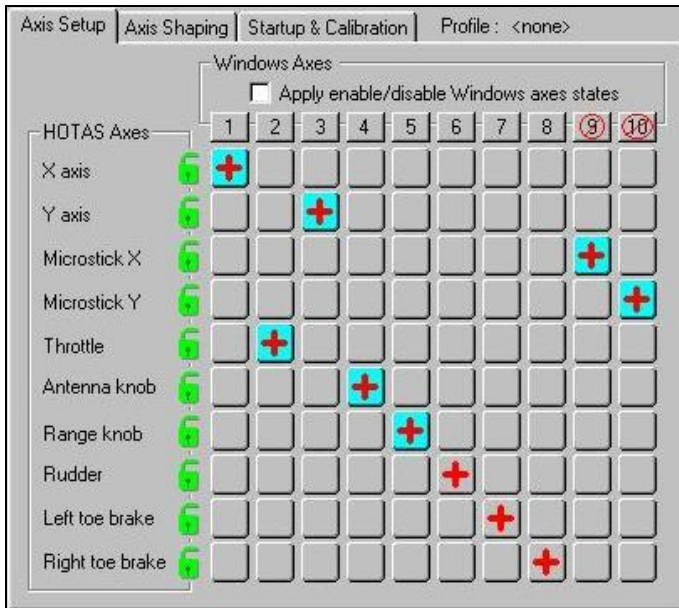 Axis Setup Axis Shaping Startup & Calibration Profile : <none>
Windows Axes
Apply enable/disable Windows axes states
HOTAS Axes 1 2 3 4 5 6 7 8 9 10
X axis
Y axis
Microstick X
Microstick Y
Throttle
Antenna knob
Range knob
Rudder
Left toe brake
Right toe brake